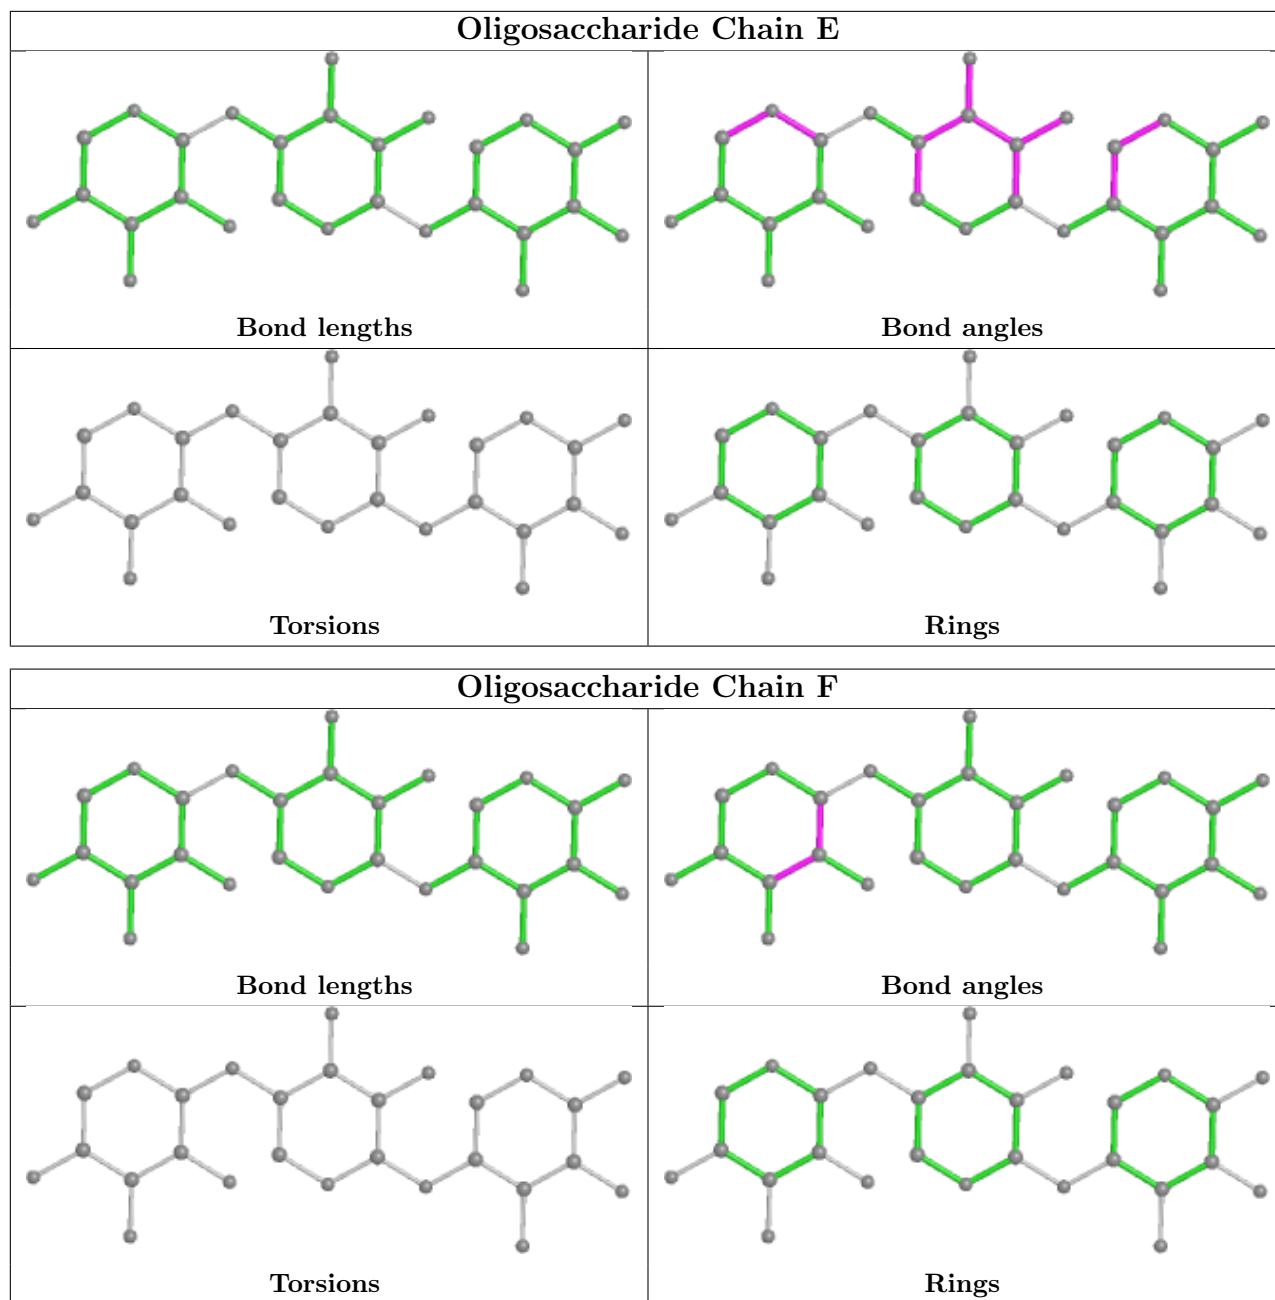 Oligosaccharide Chain E
Bond lengths
Bond angles
Torsions
Rings
Oligosaccharide Chain F
Bond lengths
Bond angles
Torsions
Rings